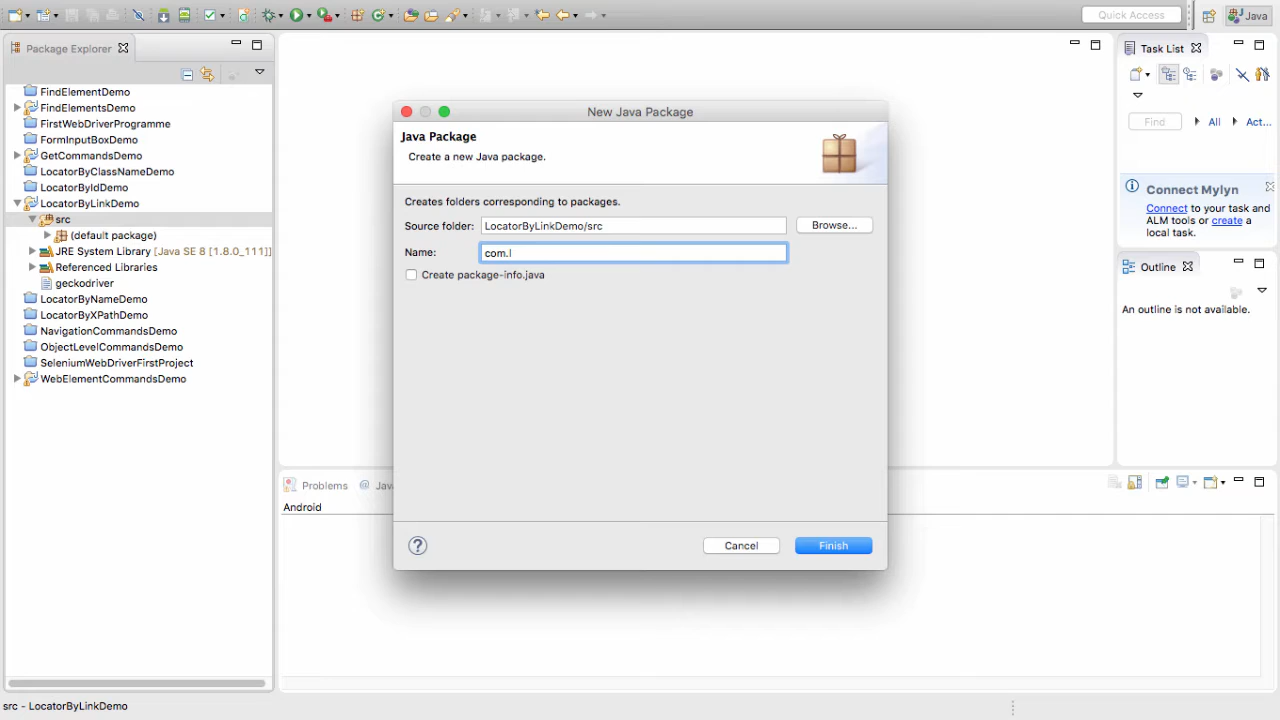 Quick Access
Java
Package Explorer
FindElementDemo
FindElementsDemo
FirstWebDriverProgramme
FormInputBoxDemo
GetCommandsDemo
LocatorByClassNameDemo
LocatorByIdDemo
LocatorByLinkDemo
src
(default package)
JRE System Library [Java SE 8 [1.8.0_111]]
Referenced Libraries
geckodriver
LocatorByNameDemo
LocatorByXPathDemo
NavigationCommandsDemo
ObjectLevelCommandsDemo
SeleniumWebDriverFirstProject
WebElementCommandsDemo
New Java Package
Java Package
Create a new Java package.
Creates folders corresponding to packages.
Source folder: LocatorByLinkDemo/src Browse...
Name: com.l
Create package-info.java
? Cancel Finish
Task List
Find All Act...
Connect Mylyn
Connect to your task and
ALM tools or create a
local task.
Outline
An outline is not available.
Problems @ Jav
Android
src - LocatorByLinkDemo